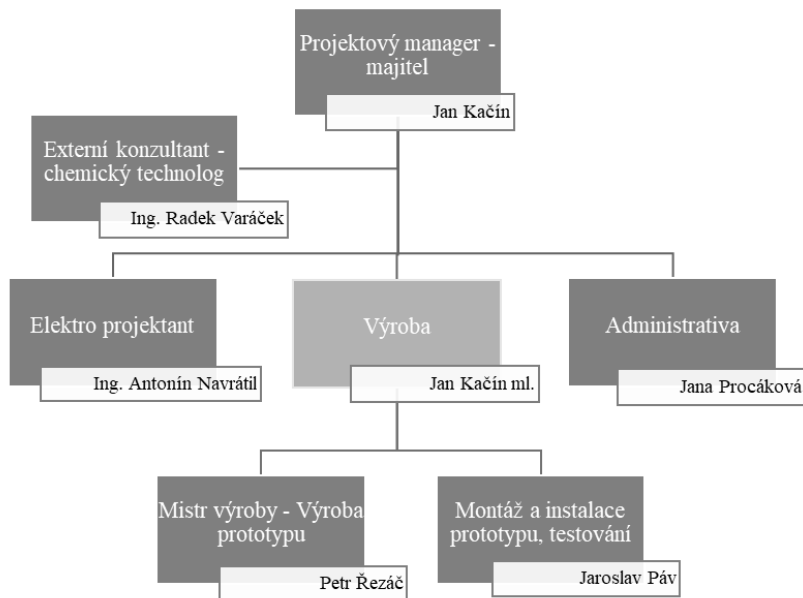 Projektový manager -
majitel
Jan Kačín
Externí konzultant -
chemický technolog
Ing. Radek Varáček
Elektro projektant
Ing. Antonín Navrátil
Výroba
Jan Kačín ml.
Administrativa
Jana Procáková
Mistr výroby - Výroba
prototypu
Petr Řezáč
Montáž a instalace
prototypu, testování
Jaroslav Páv